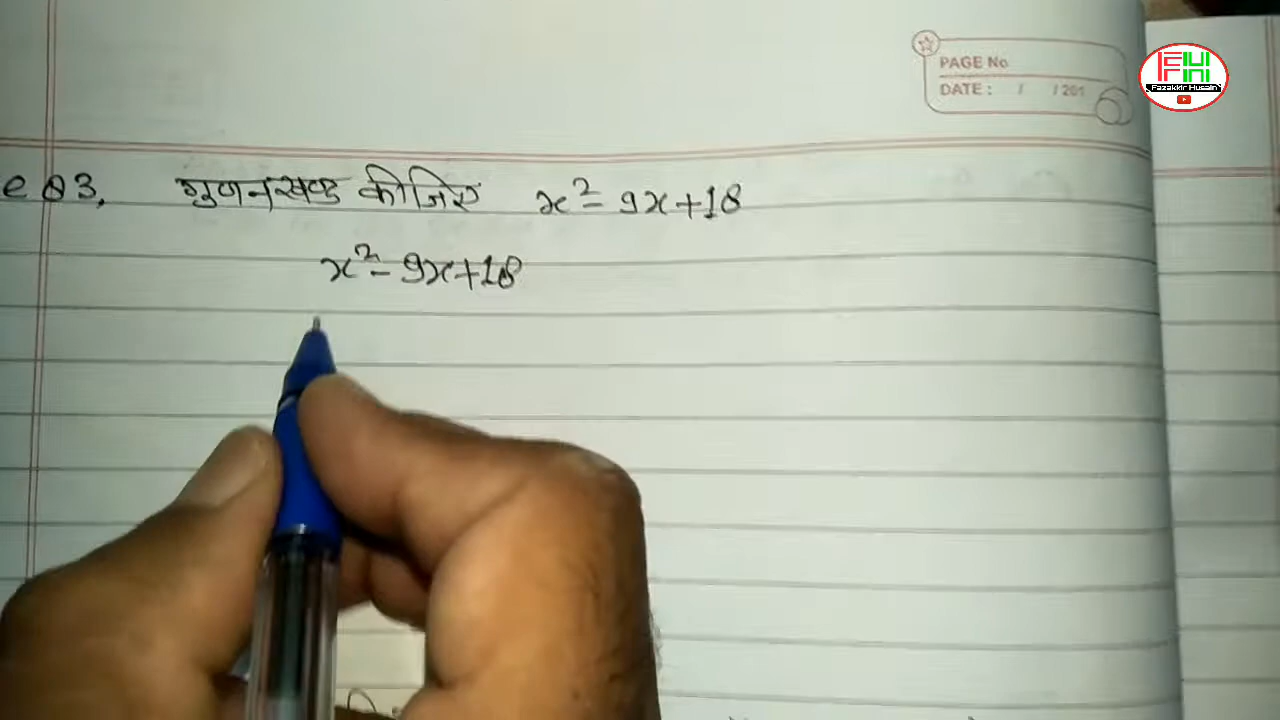 PAGE No
DATE : / / 201
Fazakkir Husain
e Q3, गुणनखण्ड कीजिए x²- 9x+18
x²- 9x+18